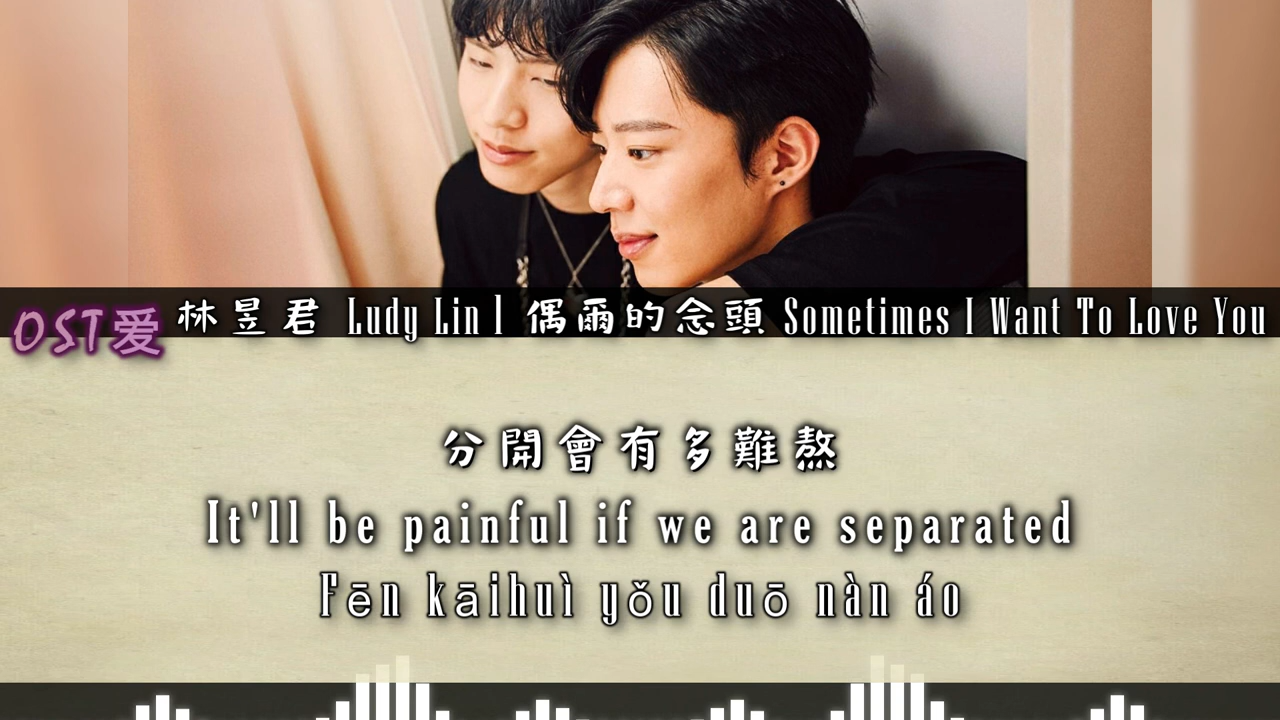 OST爱 林昱君 Ludy Lin l 偶爾的念頭 Sometimes I Want To Love You
分開會有多難熬
It'll be painful if we are separated
Fēn kāihuì yǒu duō nàn áo